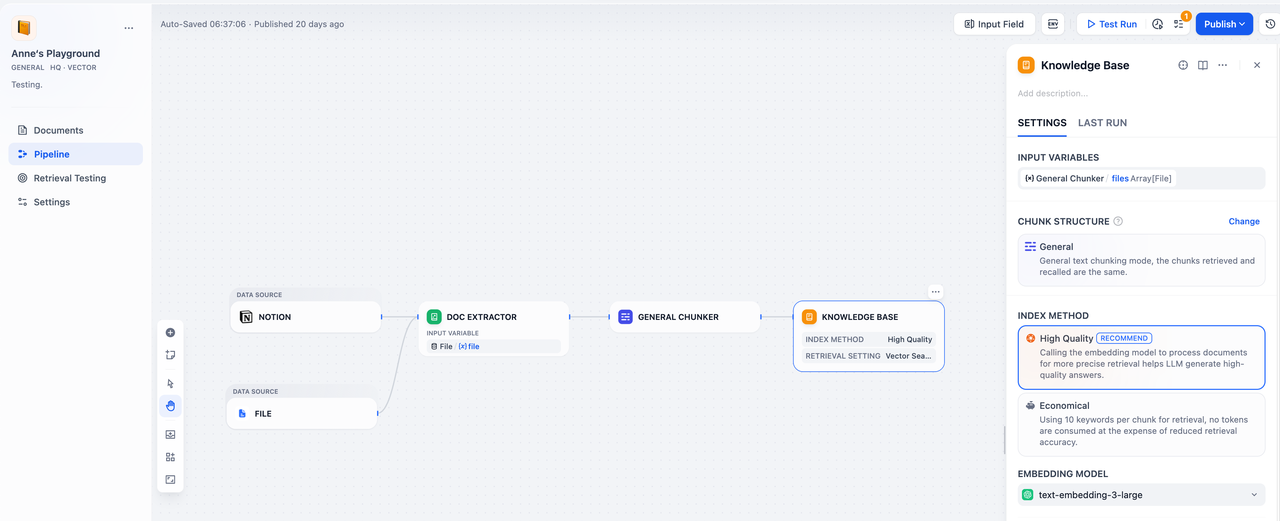 Auto-Saved 06:37:06 · Published 20 days ago
Input Field
ENV
Test Run
1
Publish
Anne's Playground
GENERAL HQ · VECTOR
Testing.
Documents
Pipeline
Retrieval Testing
Settings
DATA SOURCE
NOTION
DATA SOURCE
FILE
DOC EXTRACTOR
INPUT VARIABLE
File / {x} file
GENERAL CHUNKER
KNOWLEDGE BASE
INDEX METHOD High Quality
RETRIEVAL SETTING Vector Sea...
Knowledge Base
Add description...
SETTINGS LAST RUN
INPUT VARIABLES
{x} General Chunker / files Array[File]
CHUNK STRUCTURE ?
Change
General
General text chunking mode, the chunks retrieved and
recalled are the same.
INDEX METHOD
High Quality RECOMMEND
Calling the embedding model to process documents
for more precise retrieval helps LLM generate high-
quality answers.
Economical
Using 10 keywords per chunk for retrieval, no tokens
are consumed at the expense of reduced retrieval
accuracy.
EMBEDDING MODEL
text-embedding-3-large